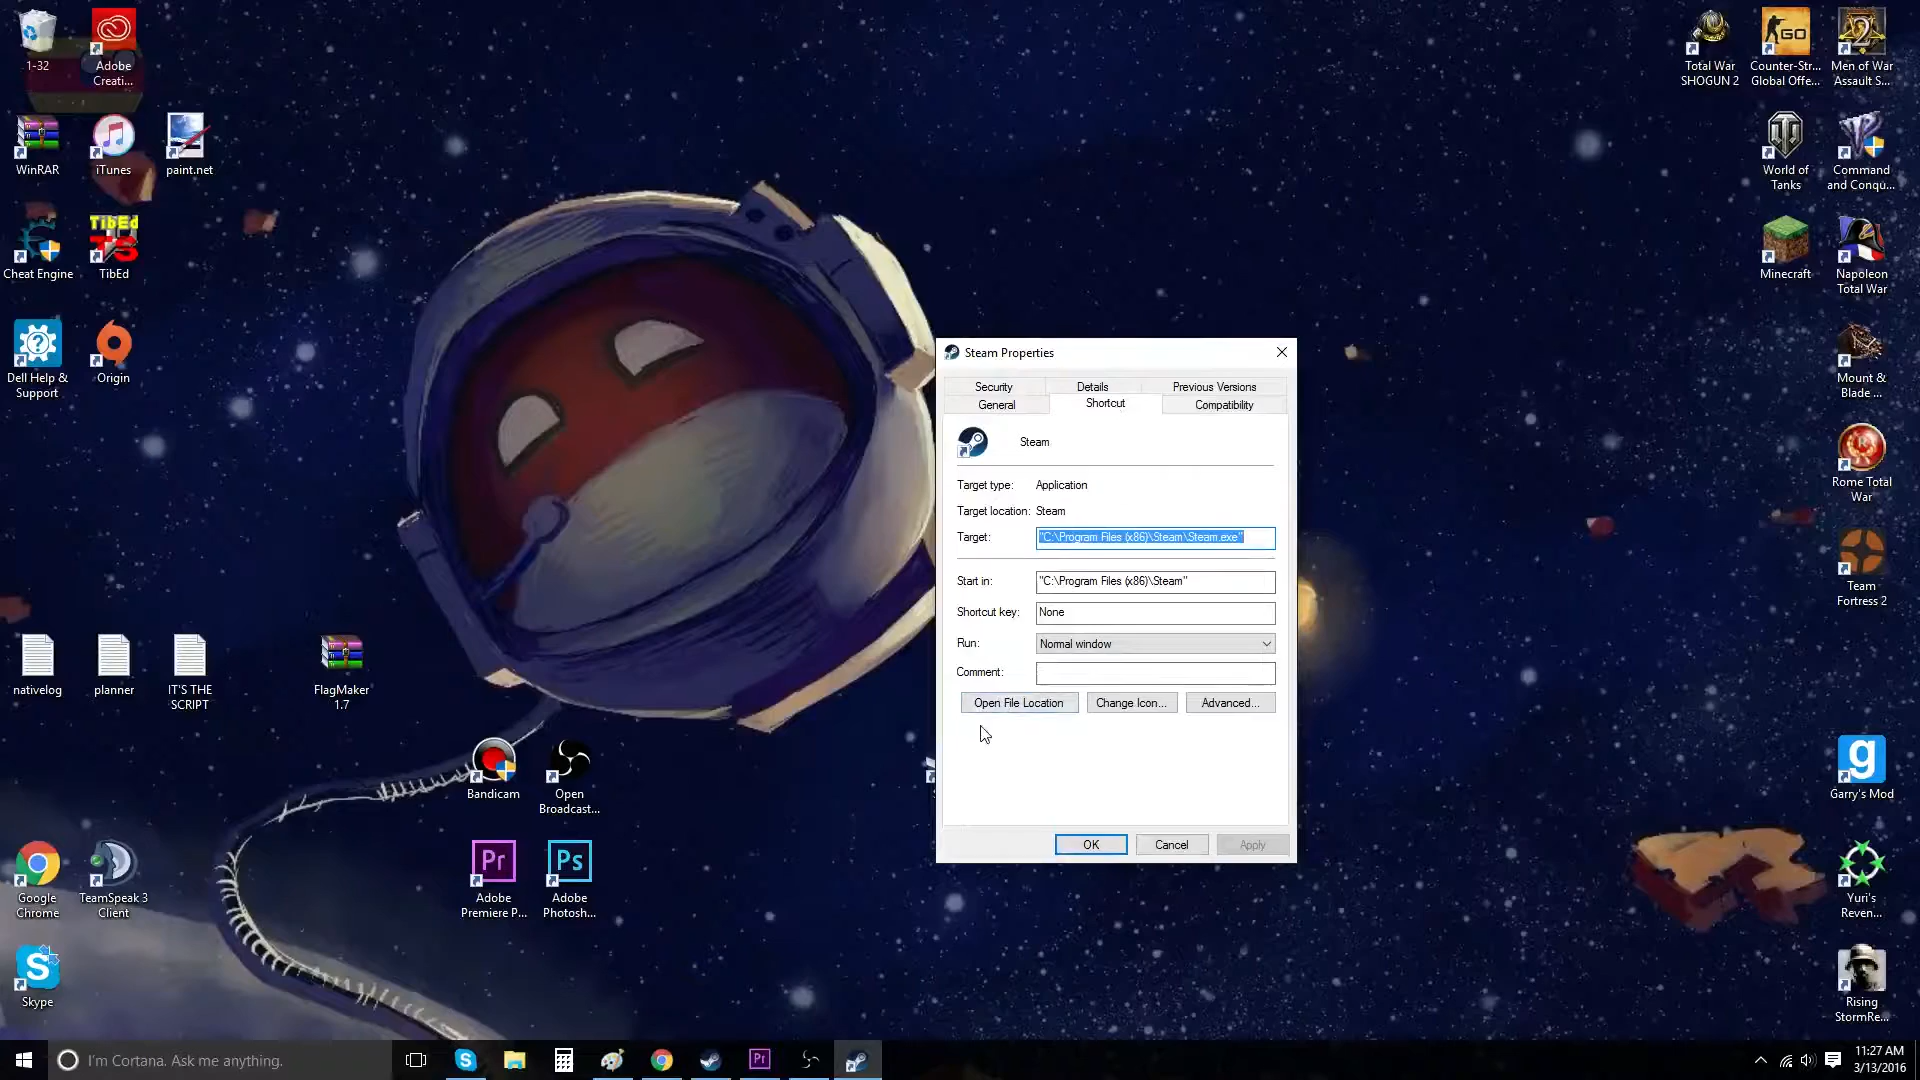 1-32
Adobe
Creati...
Total War
SHOGUN 2
Counter-Str...
Global Offe...
Men of War
Assault S...
WinRAR
iTunes
paint.net
World of
Tanks
Command
and Conqu...
TibEd
Cheat Engine
TibEd
Minecraft
Napoleon
Total War
Dell Help &
Support
Origin
Mount &
Blade ...
Rome Total
War
Team
Fortress 2
nativelog
planner
IT'S THE
SCRIPT
FlagMaker
1.7
Bandicam
Open
Broadcast...
Garry's Mod
Google
Chrome
TeamSpeak 3
Client
Adobe
Premiere P...
Adobe
Photosh...
Yuri's
Reven...
Skype
Rising
StormRe...
Steam Properties
Security
Details
Previous Versions
General
Shortcut
Compatibility
Steam
Target type: Application
Target location: Steam
Target: "C:\Program Files (x86)\Steam\Steam.exe"
Start in: "C:\Program Files (x86)\Steam"
Shortcut key: None
Run: Normal window
Comment:
Open File Location
Change Icon...
Advanced...
OK
Cancel
Apply
I'm Cortana. Ask me anything.
11:27 AM
3/13/2016